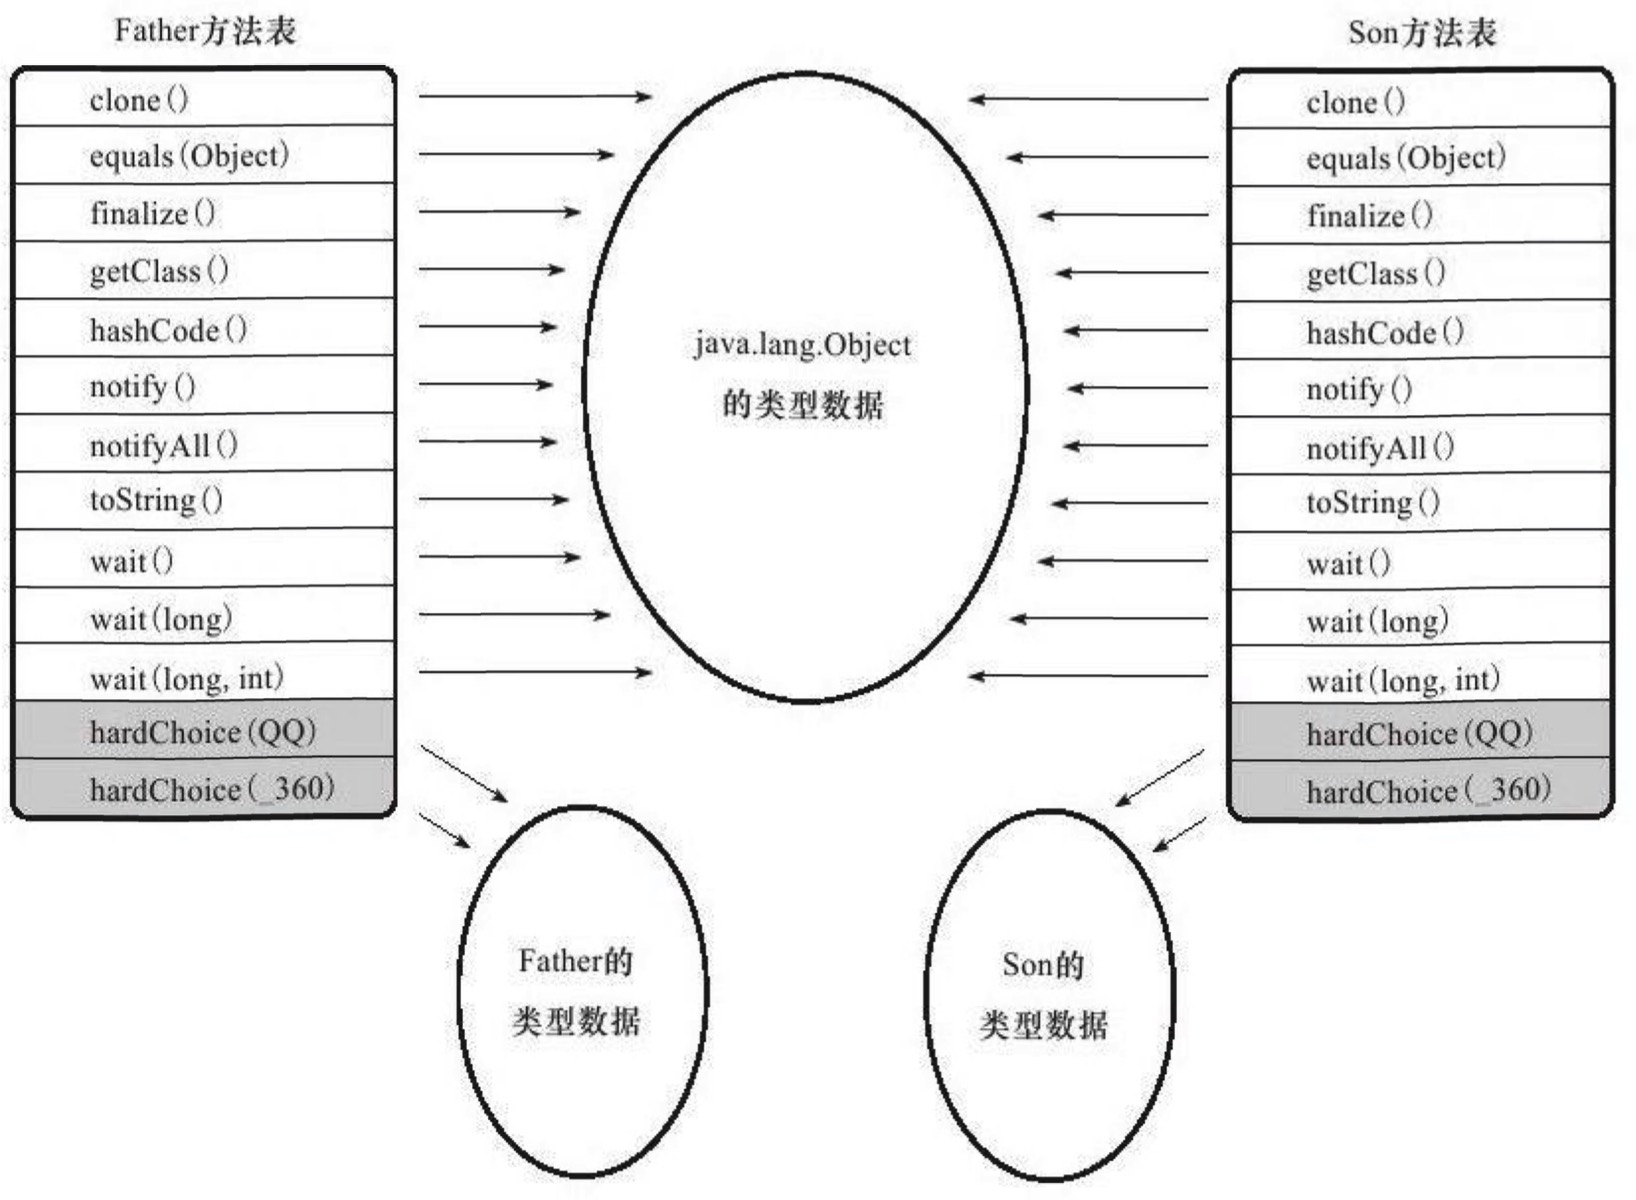 Father方法表
clone()
equals(Object)
finalize()
getClass()
hashCode()
notify()
notifyAll()
toString()
wait()
wait(long)
wait(long, int)
hardChoice(QQ)
hardChoice(_360)
java.lang.Object
的类型数据
Father的
类型数据
Son的
类型数据
Son方法表
clone()
equals(Object)
finalize()
getClass()
hashCode()
notify()
notifyAll()
toString()
wait()
wait(long)
wait(long, int)
hardChoice(QQ)
hardChoice(_360)